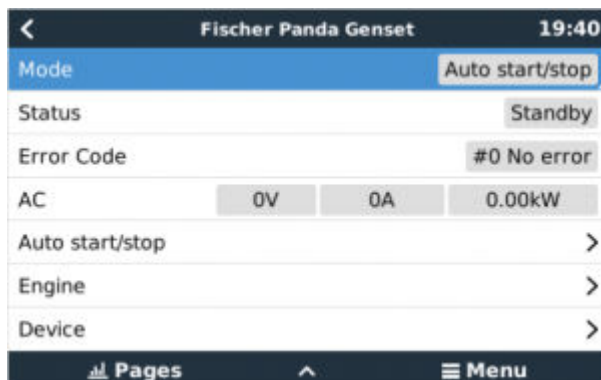 Fischer Panda Genset 19:40
Mode Auto start/stop
Status Standby
Error Code #0 No error
AC 0V 0A 0.00kW
Auto start/stop
Engine
Device
Pages Menu